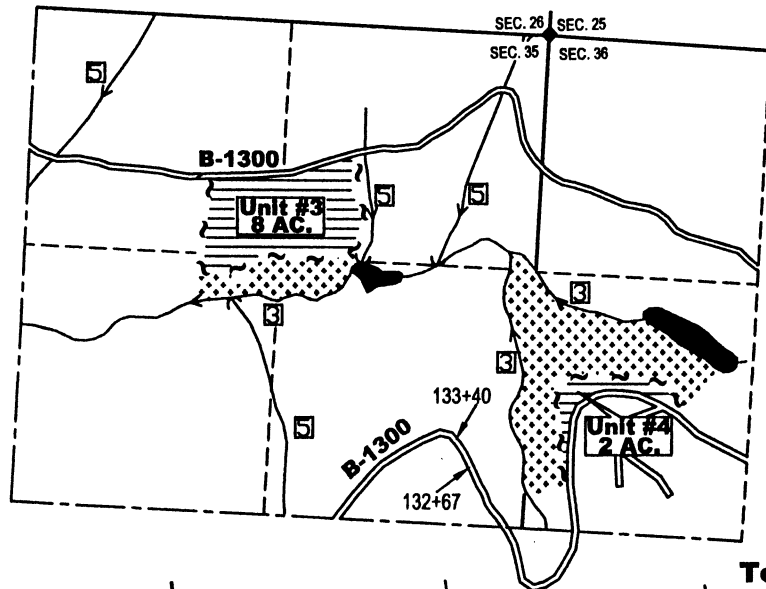 SEC. 26 SEC. 25
SEC. 35 SEC. 36
5
B-1300
5
5
Unit #3
8 AC.
3
3
3
133+40
Unit #4
2 AC.
5
B-1300
132+67